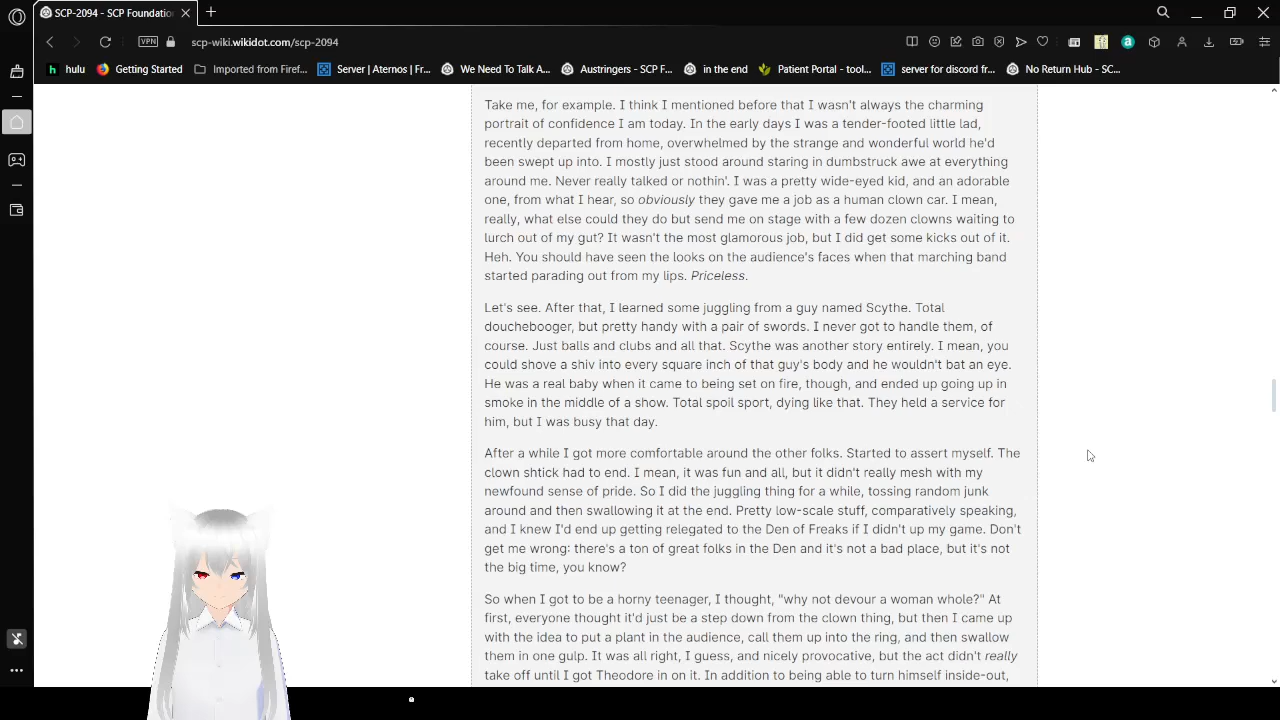 SCP-2094 - SCP Foundatio
scp-wiki.wikidot.com/scp-2094
VPN
hulu
Getting Started
Imported from Firef...
Server | Aternos | Fr...
We Need To Talk A...
Austringers - SCP F...
in the end
Patient Portal - tool...
server for discord fr...
No Return Hub - SC...
Take me, for example. I think I mentioned before that I wasn't always the charming
portrait of confidence I am today. In the early days I was a tender-footed little lad,
recently departed from home, overwhelmed by the strange and wonderful world he'd
been swept up into. I mostly just stood around staring in dumbstruck awe at everything
around me. Never really talked or nothin'. I was a pretty wide-eyed kid, and an adorable
one, from what I hear, so obviously they gave me a job as a human clown car. I mean,
really, what else could they do but send me on stage with a few dozen clowns waiting to
lurch out of my gut? It wasn't the most glamorous job, but I did get some kicks out of it.
Heh. You should have seen the looks on the audience's faces when that marching band
started parading out from my lips. Priceless.
Let's see. After that, I learned some juggling from a guy named Scythe. Total
douchebooger, but pretty handy with a pair of swords. I never got to handle them, of
course. Just balls and clubs and all that. Scythe was another story entirely. I mean, you
could shove a shiv into every square inch of that guy's body and he wouldn't bat an eye.
He was a real baby when it came to being set on fire, though, and ended up going up in
smoke in the middle of a show. Total spoil sport, dying like that. They held a service for
him, but I was busy that day.
After a while I got more comfortable around the other folks. Started to assert myself. The
clown shtick had to end. I mean, it was fun and all, but it didn't really mesh with my
newfound sense of pride. So I did the juggling thing for a while, tossing random junk
around and then swallowing it at the end. Pretty low-scale stuff, comparatively speaking,
and I knew I'd end up getting relegated to the Den of Freaks if I didn't up my game. Don't
get me wrong: there's a ton of great folks in the Den and it's not a bad place, but it's not
the big time, you know?
So when I got to be a horny teenager, I thought, "why not devour a woman whole?" At
first, everyone thought it'd just be a step down from the clown thing, but then I came up
with the idea to put a plant in the audience, call them up into the ring, and then swallow
them in one gulp. It was all right, I guess, and nicely provocative, but the act didn't really
take off until I got Theodore in on it. In addition to being able to turn himself inside-out,